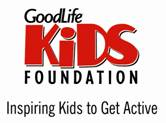 GoodLife
KiDS
FOUNDATION
Inspiring Kids to Get Active